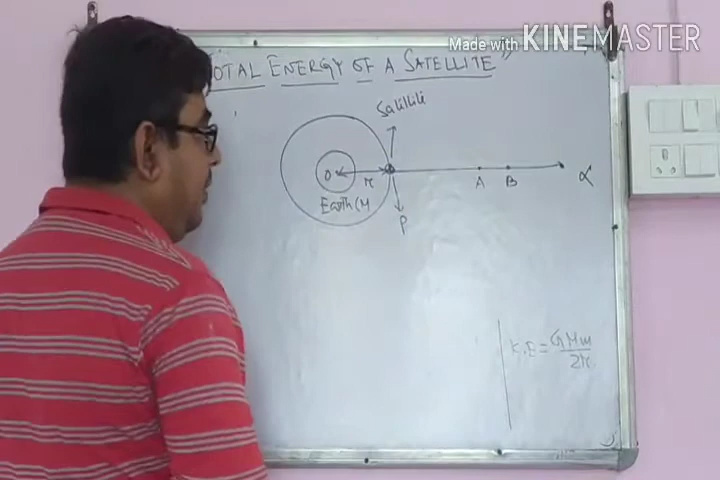 Made with KINEMASTER
TOTAL ENERGY OF A SATELLITE"
Satellite
O
r
A
B
α
Earth (M
P
K.E = GMm
2r